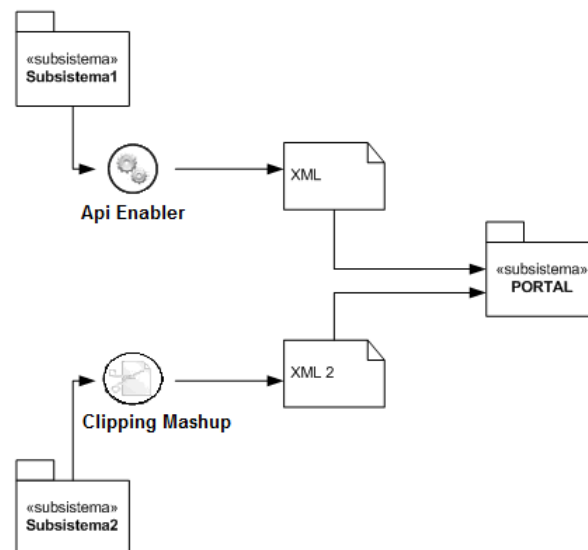 «subsistema»
Subsistema1
Api Enabler
XML
«subsistema»
PORTAL
XML 2
Clipping Mashup
«subsistema»
Subsistema2